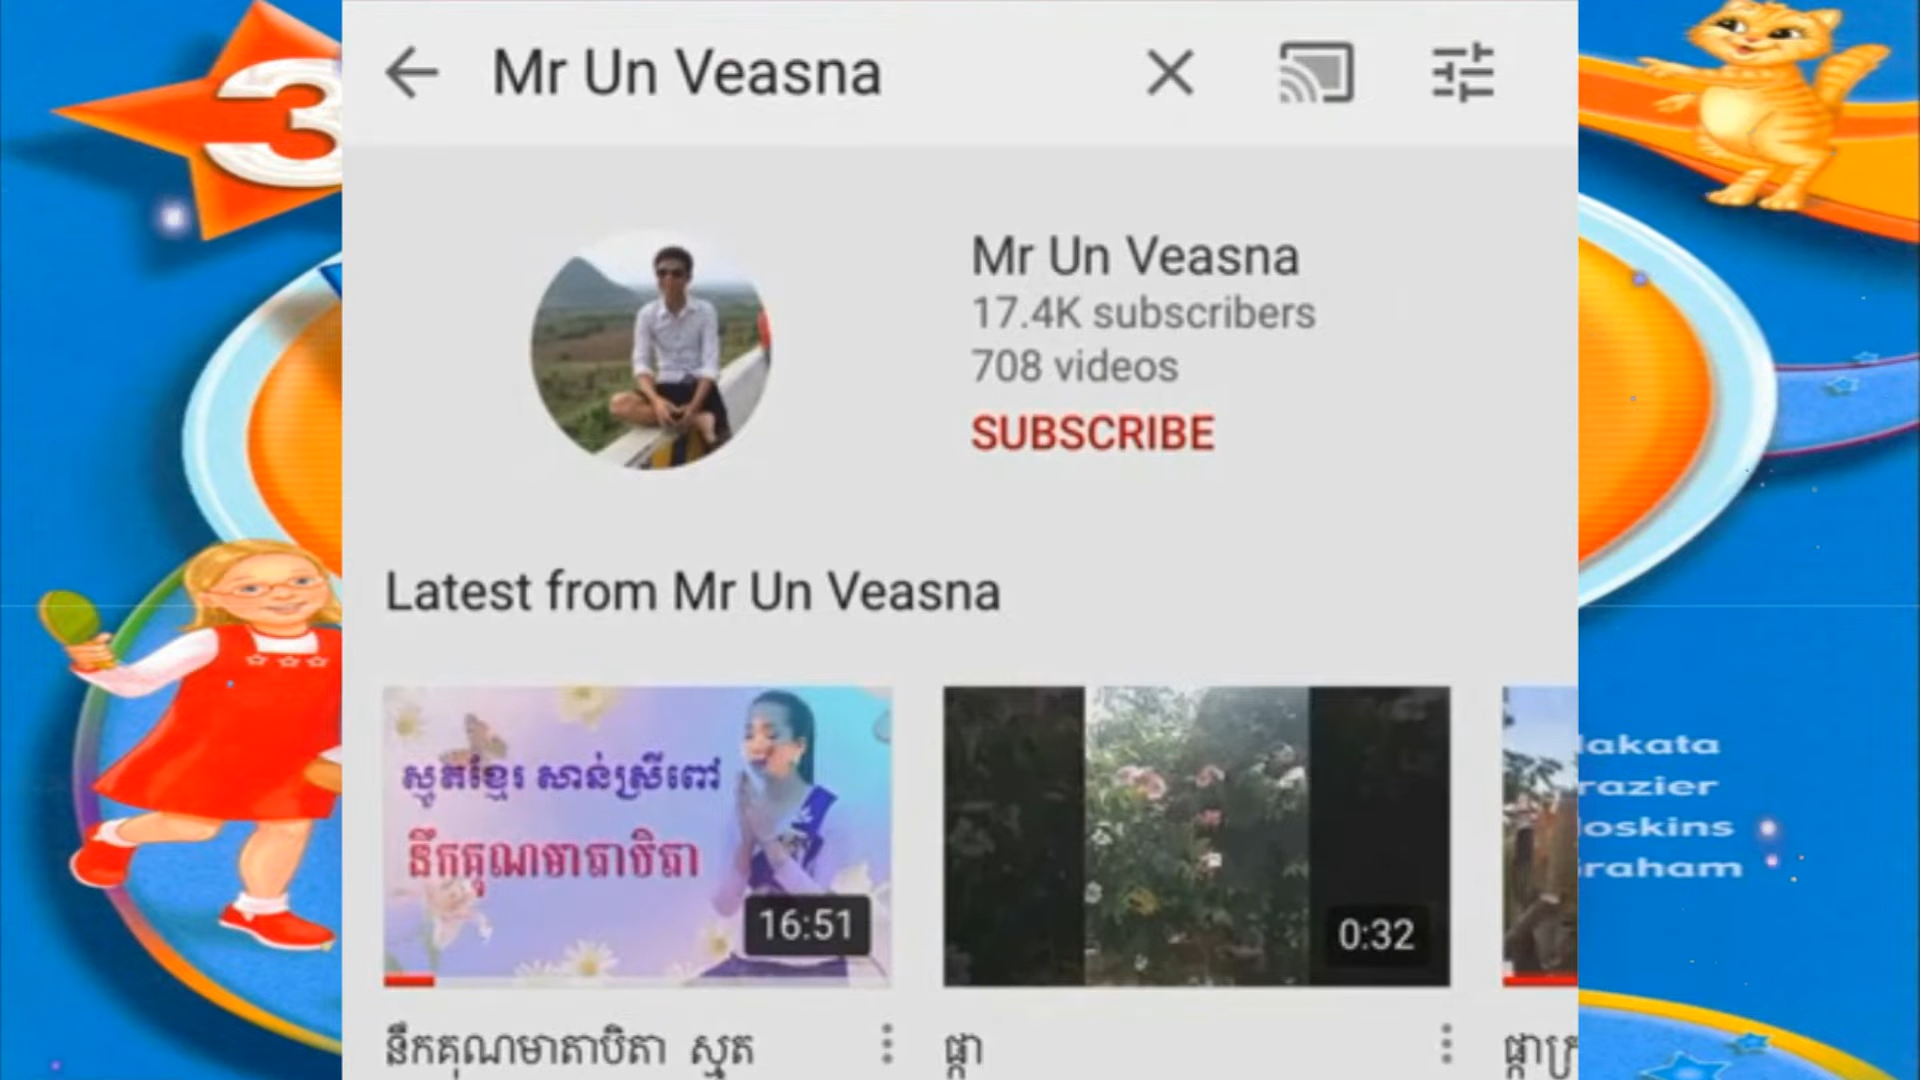 3
Mr Un Veasna
Mr Un Veasna
17.4K subscribers
708 videos
SUBSCRIBE
Latest from Mr Un Veasna
ស្មូតខ្មែរ សាន់ស្រីពៅ
នឹកគុណមាតាបិតា
16:51
0:32
នឹកគុណមាតាបិតា ស្មូត
ផ្កា
akata
razier
oskins
raham